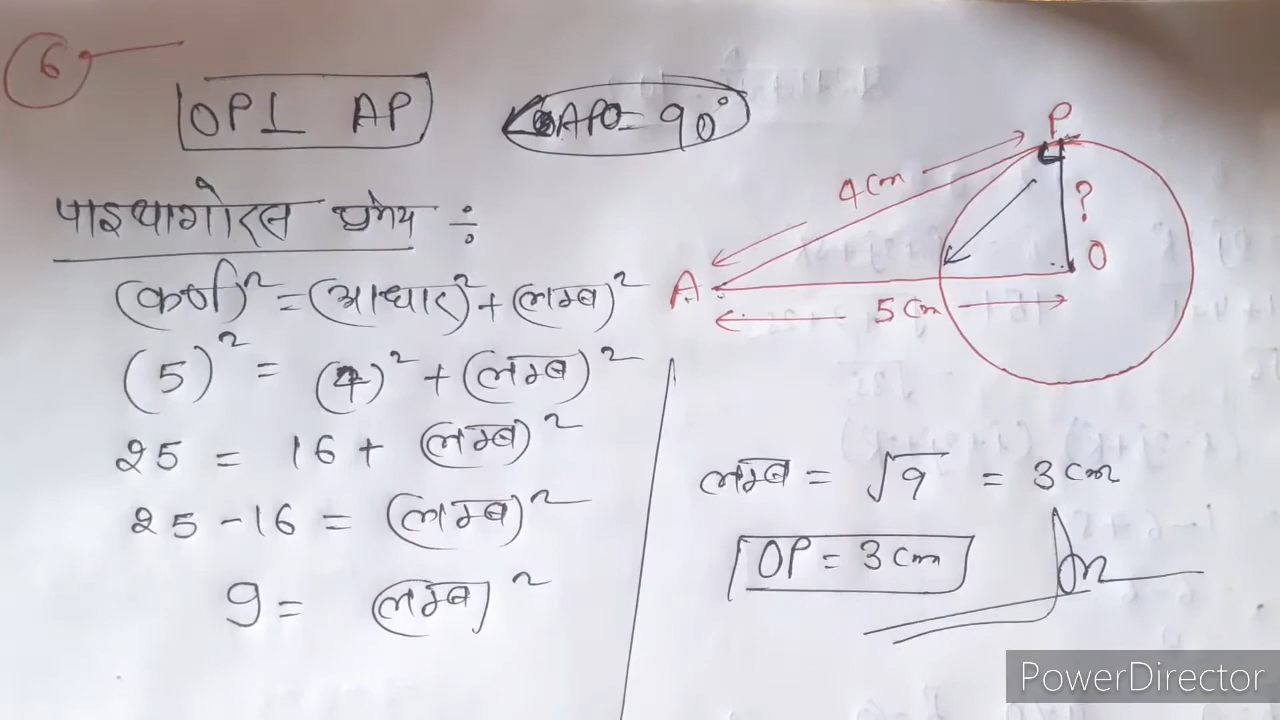 6
OP⊥ AP
∠APO = 90°
पाइथागोरस प्रमेय ÷
(कर्ण)² = (आधार)² + (लम्ब)²
(5)² = (4)² + (लम्ब)²
25 = 16 + (लम्ब)²
25 - 16 = (लम्ब)²
9 = (लम्ब)²
P
4 cm
?
A
O
5 cm
लम्ब = √9 = 3 cm
OP = 3 cm
PowerDirector